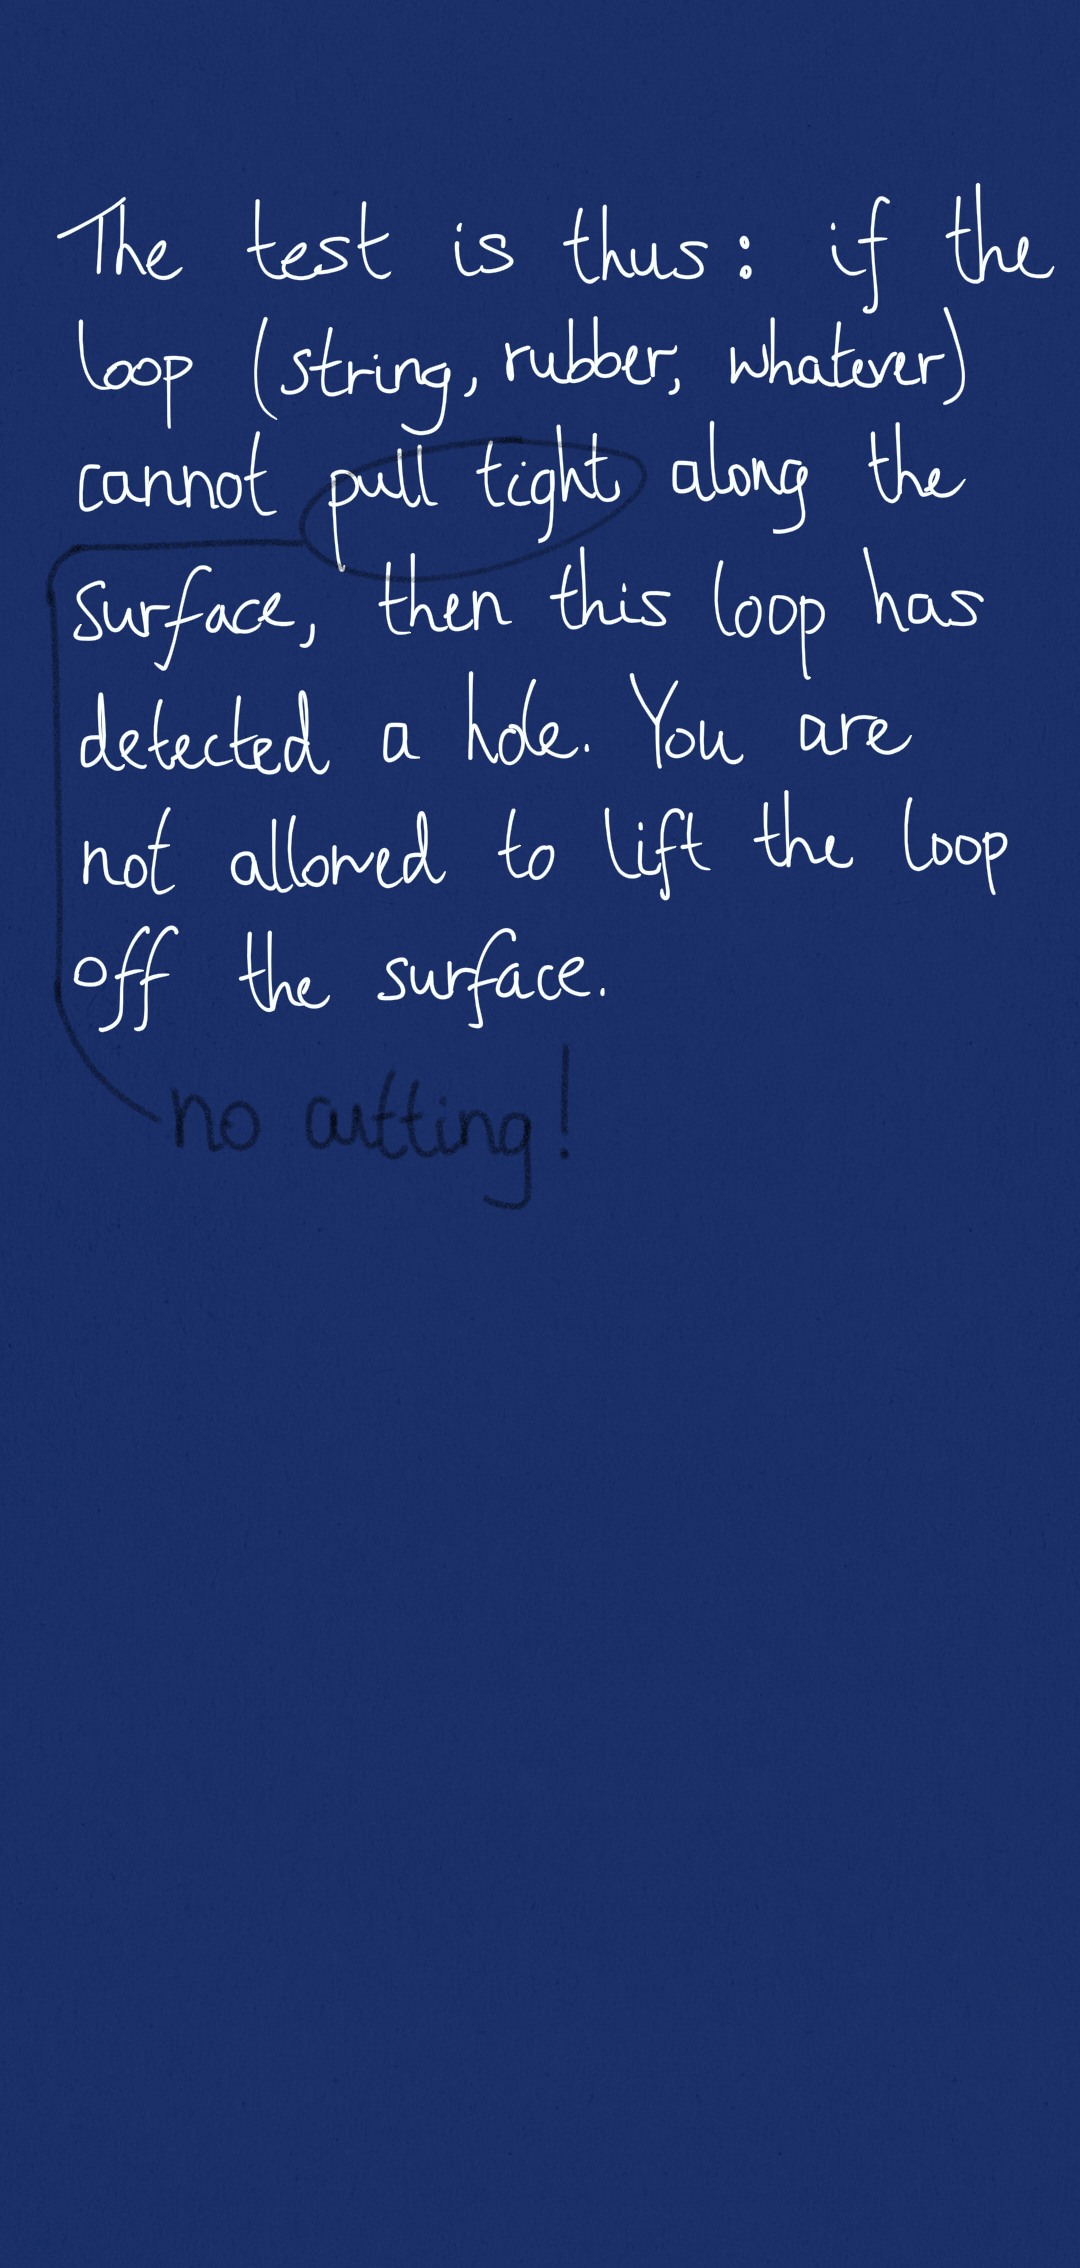 The test is thus: if the
loop (string, rubber, whatever)
cannot pull tight along the
surface, then this loop has
detected a hole. You are
not allowed to lift the loop
off the surface.
no cutting!